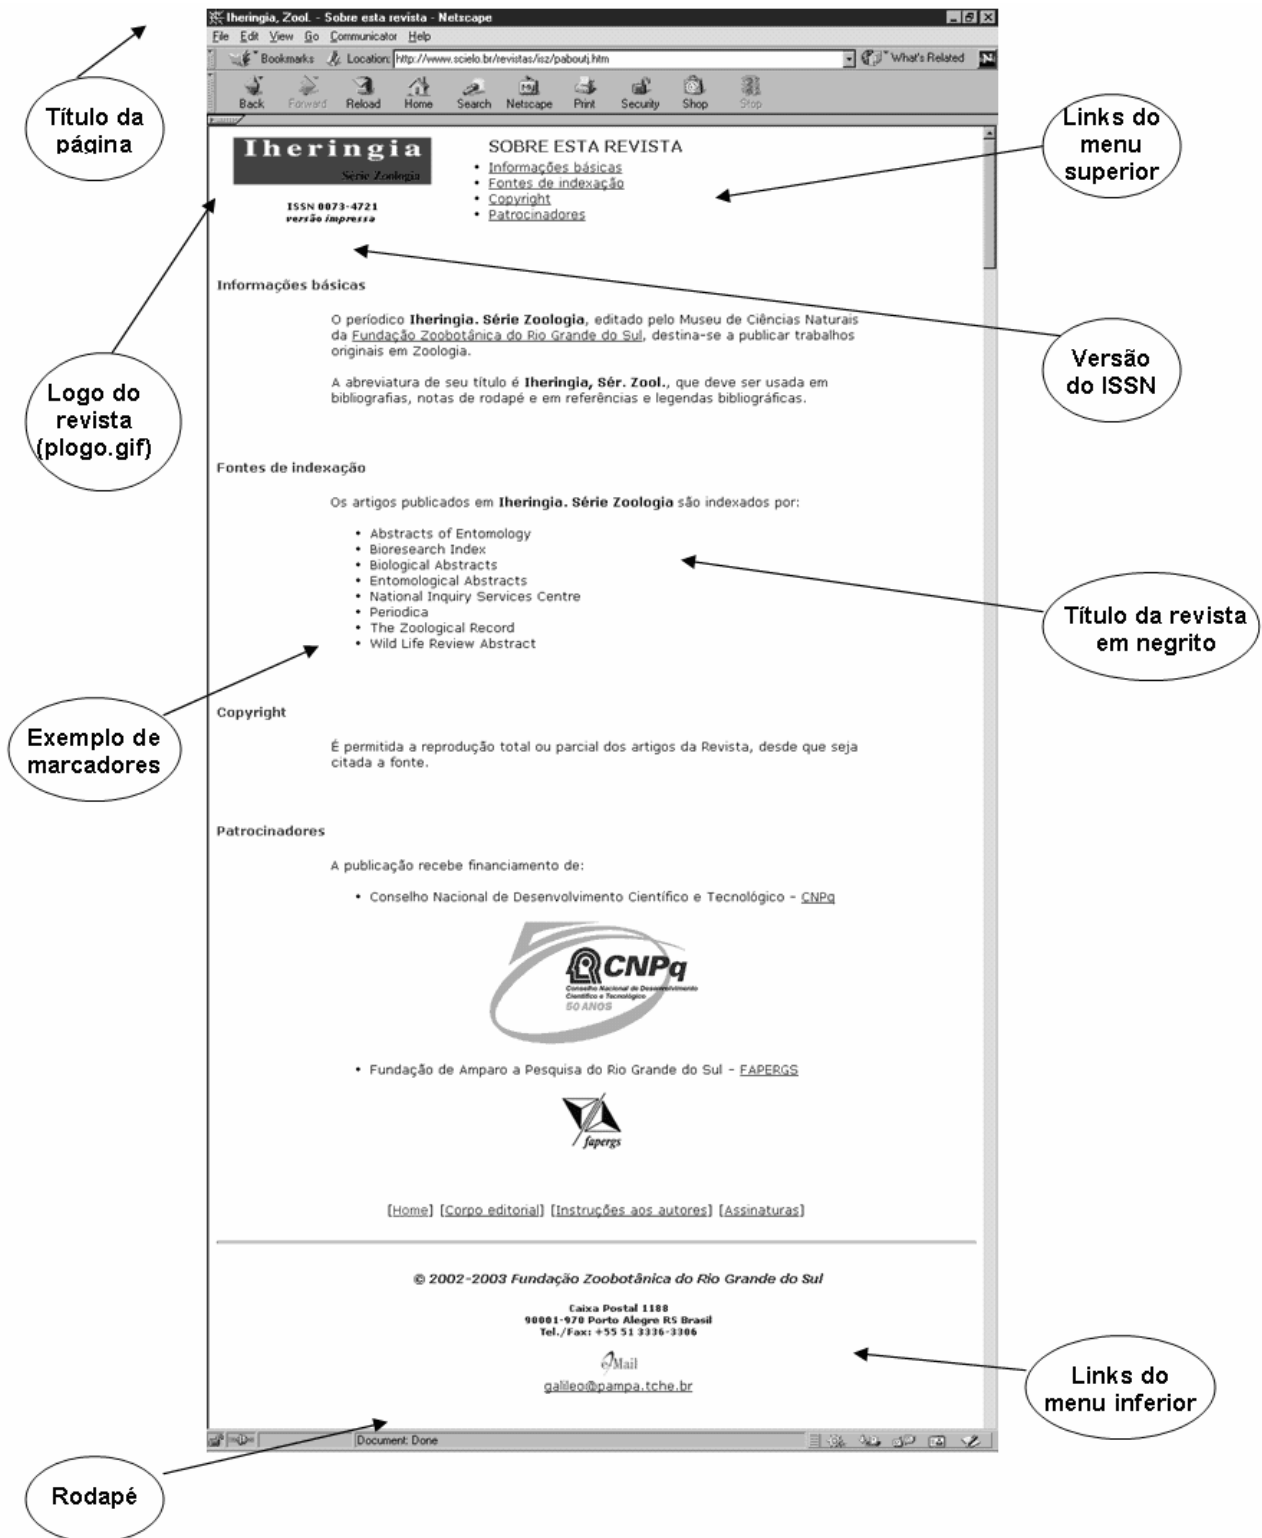 Iheringia, Zool. - Sobre esta revista - Netscape
File Edit View Go Communicator Help
Bookmarks Location: http://www.scielo.br/revistas/isz/paboutj.htm What's Related N
Back Forward Reload Home Search Netscape Print Security Shop Stop
Título da
página
Links do
menu
superior
Iheringia
Série Zoologia
ISSN 0073-4721
versão impressa
SOBRE ESTA REVISTA
• Informações básicas
• Fontes de indexação
• Copyright
• Patrocinadores
Informações básicas
O períodico Iheringia. Série Zoologia, editado pelo Museu de Ciências Naturais
da Fundação Zoobotânica do Rio Grande do Sul, destina-se a publicar trabalhos
originais em Zoologia.
A abreviatura de seu título é Iheringia, Sér. Zool., que deve ser usada em
bibliografias, notas de rodapé e em referências e legendas bibliográficas.
Versão
do ISSN
Logo do
revista
(plogo.gif)
Fontes de indexação
Os artigos publicados em Iheringia. Série Zoologia são indexados por:
• Abstracts of Entomology
• Bioresearch Index
• Biological Abstracts
• Entomological Abstracts
• National Inquiry Services Centre
• Periodica
• The Zoological Record
• Wild Life Review Abstract
Título da revista
em negrito
Exemplo de
marcadores
Copyright
É permitida a reprodução total ou parcial dos artigos da Revista, desde que seja
citada a fonte.
Patrocinadores
A publicação recebe financiamento de:
• Conselho Nacional de Desenvolvimento Científico e Tecnológico - CNPq
CNPq
Conselho Nacional de Desenvolvimento
Científico e Tecnológico
50 ANOS
• Fundação de Amparo a Pesquisa do Rio Grande do Sul - FAPERGS
fapergs
[Home] [Corpo editorial] [Instruções aos autores] [Assinaturas]
© 2002-2003 Fundação Zoobotânica do Rio Grande do Sul
Caixa Postal 1188
90001-970 Porto Alegre RS Brasil
Tel./Fax: +55 51 3336-3306
eMail
galileo@pampa.tche.br
Links do
menu inferior
Document: Done
Rodapé